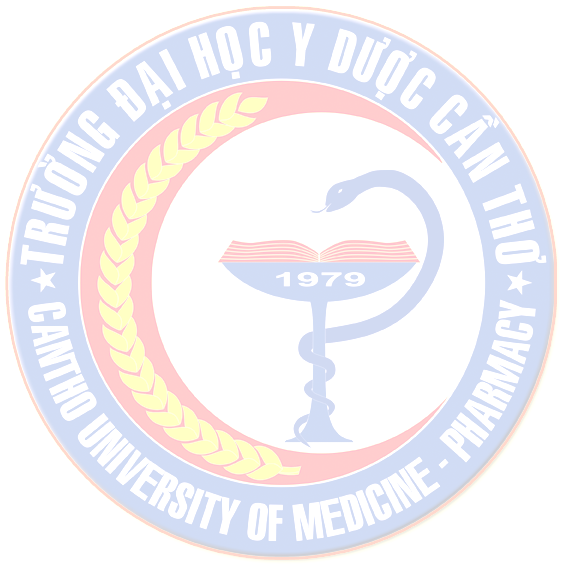 TRƯỜNG ĐẠI HỌC Y DƯỢC CẦN THƠ
1979
CANTHO UNIVERSITY OF MEDICINE - PHARMACY